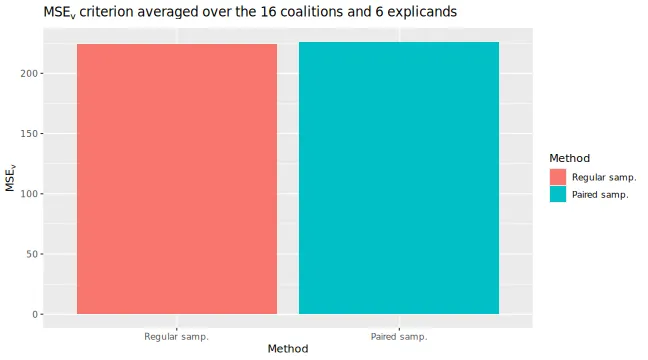 MSEv criterion averaged over the 16 coalitions and 6 explicands
200
150
100
50
0
MSEv
Regular samp.
Paired samp.
Method
Method
Regular samp.
Paired samp.